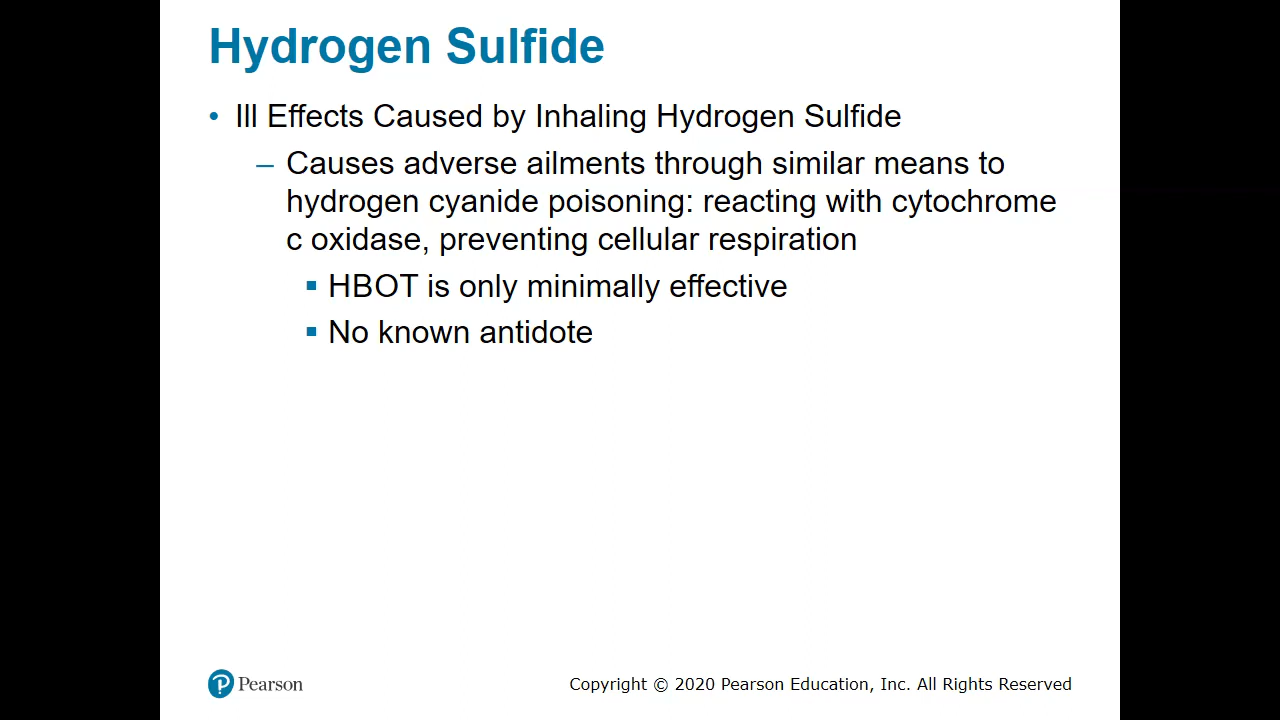 Hydrogen Sulfide
• Ill Effects Caused by Inhaling Hydrogen Sulfide
– Causes adverse ailments through similar means to
hydrogen cyanide poisoning: reacting with cytochrome
c oxidase, preventing cellular respiration
▪ HBOT is only minimally effective
▪ No known antidote
Pearson
Copyright © 2020 Pearson Education, Inc. All Rights Reserved